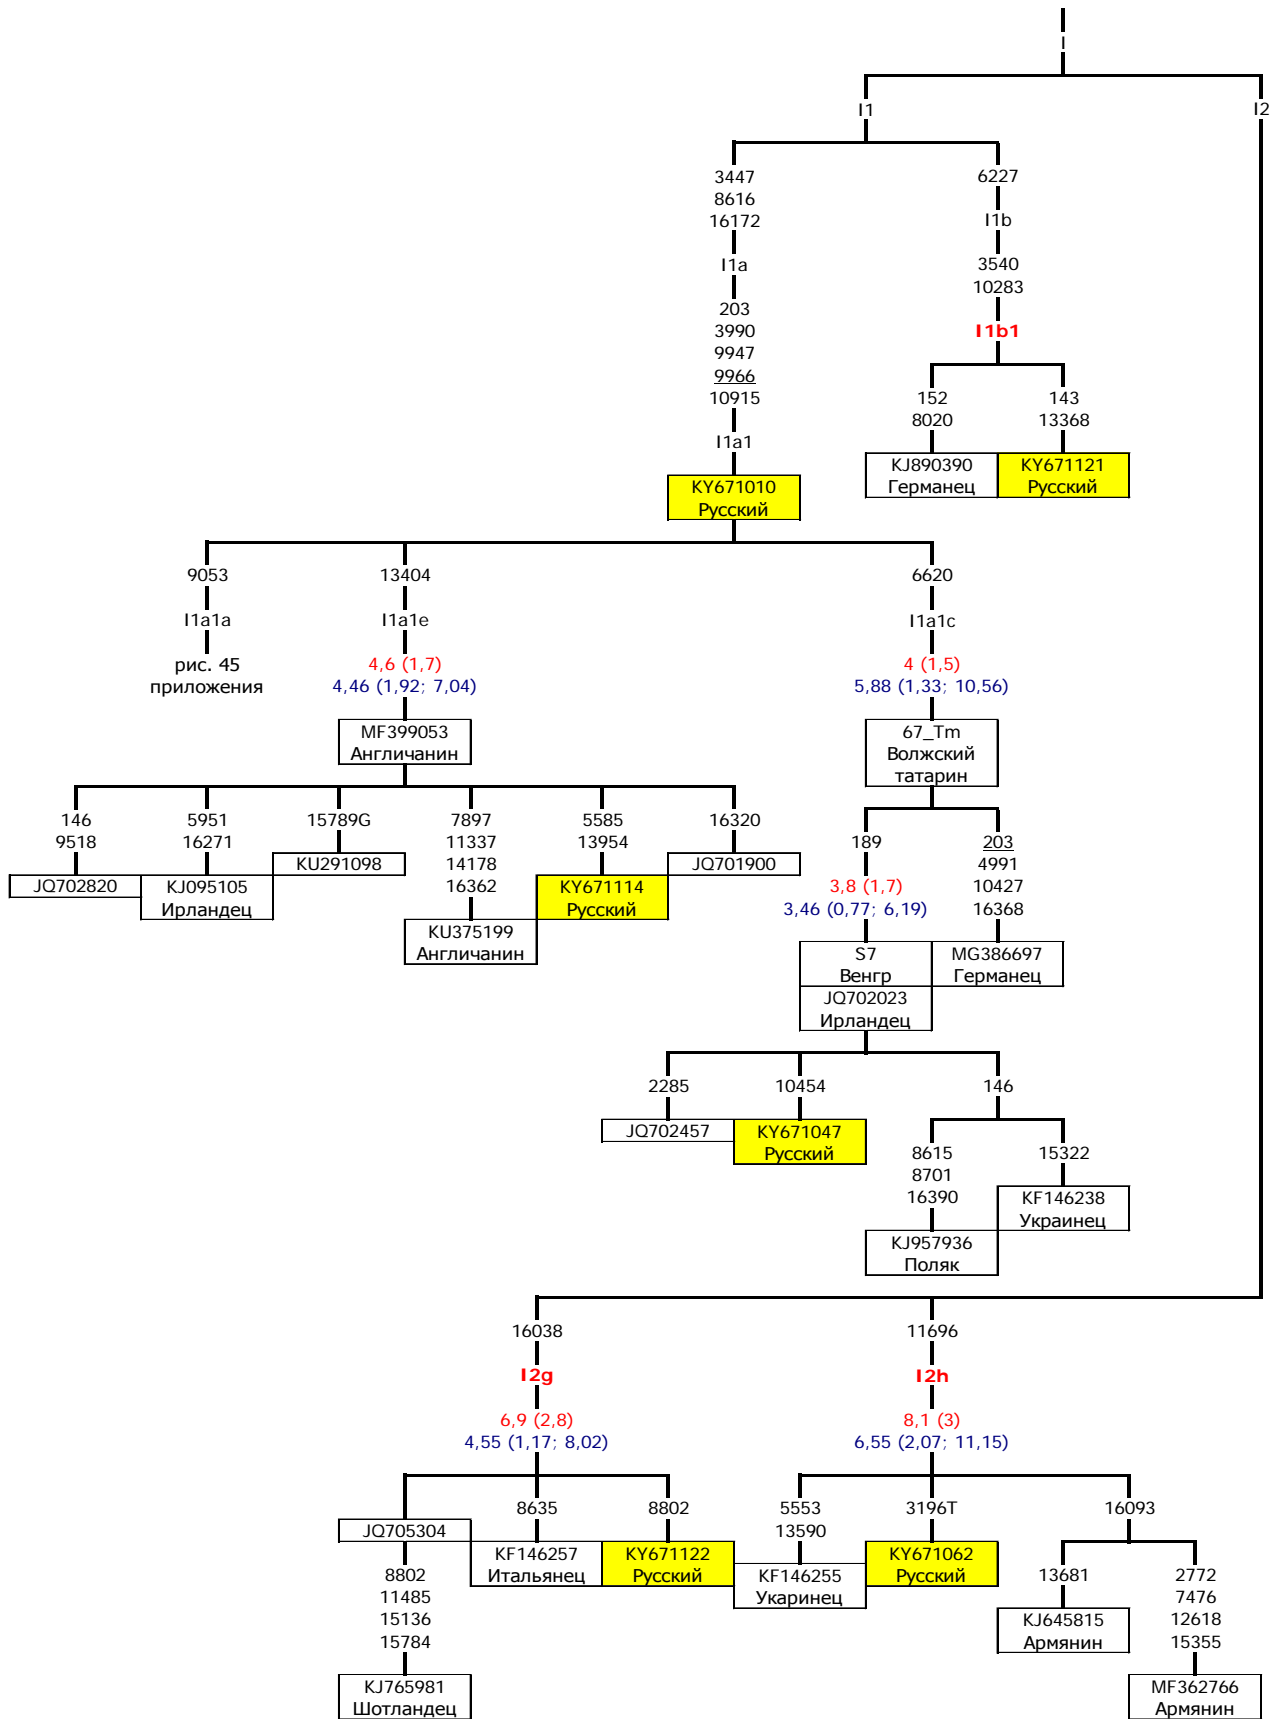 I
I1
I2
3447
8616
16172
I1a
203
3990
9947
9966
10915
I1a1
KY671010
Русский
6227
I1b
3540
10283
I1b1
152
8020
KJ890390
Германец
143
13368
KY671121
Русский
9053
I1a1a
рис. 45
приложения
13404
I1a1e
4,6 (1,7)
4,46 (1,92; 7,04)
MF399053
Англичанин
6620
I1a1c
4 (1,5)
5,88 (1,33; 10,56)
67_Tm
Волжский
татарин
146
9518
JQ702820
5951
16271
KJ095105
Ирландец
15789G
KU291098
7897
11337
14178
16362
KU375199
Англичанин
5585
13954
KY671114
Русский
16320
JQ701900
189
3,8 (1,7)
3,46 (0,77; 6,19)
S7
Венгр
JQ702023
Ирландец
203
4991
10427
16368
MG386697
Германец
2285
JQ702457
10454
KY671047
Русский
146
8615
8701
16390
KJ957936
Поляк
15322
KF146238
Украинец
16038
I2g
6,9 (2,8)
4,55 (1,17; 8,02)
11696
I2h
8,1 (3)
6,55 (2,07; 11,15)
JQ705304
8802
11485
15136
15784
KJ765981
Шотландец
8635
KF146257
Итальянец
8802
KY671122
Русский
5553
13590
KF146255
Укаринец
3196T
KY671062
Русский
16093
13681
KJ645815
Армянин
2772
7476
12618
15355
MF362766
Армянин